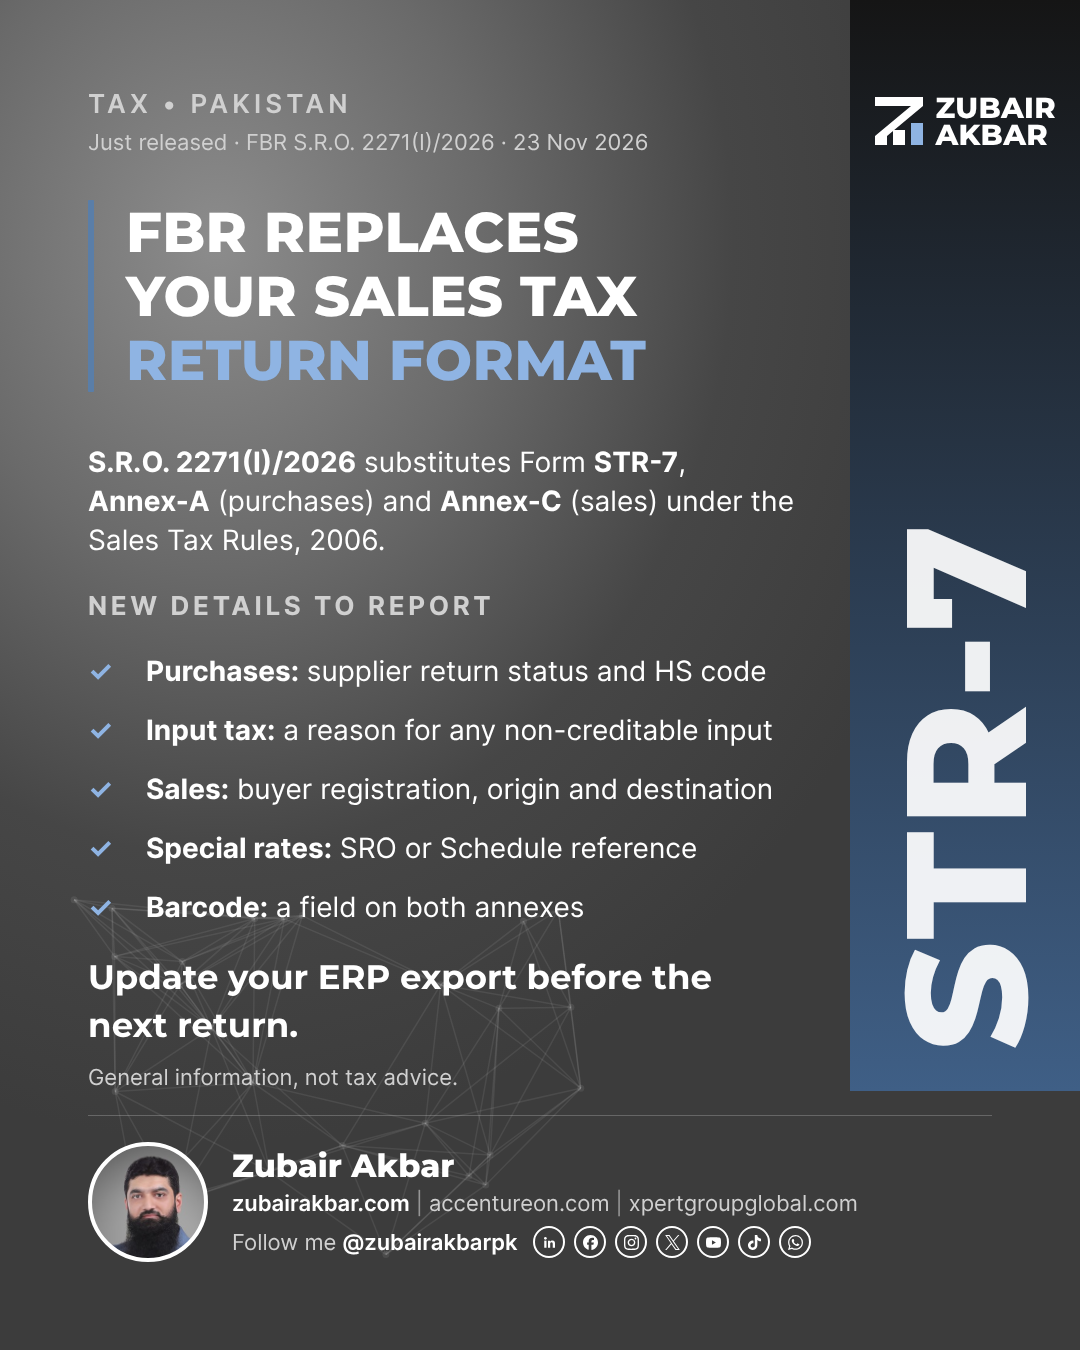 TAX • PAKISTAN
Just released · FBR S.R.O. 2271(I)/2026 · 23 Nov 2026
ZUBAIR
AKBAR
FBR REPLACES
YOUR SALES TAX
RETURN FORMAT
S.R.O. 2271(I)/2026 substitutes Form STR-7,
Annex-A (purchases) and Annex-C (sales) under the
Sales Tax Rules, 2006.
NEW DETAILS TO REPORT
Purchases: supplier return status and HS code
Input tax: a reason for any non-creditable input
Sales: buyer registration, origin and destination
Special rates: SRO or Schedule reference
Barcode: a field on both annexes
Update your ERP export before the
next return.
General information, not tax advice.
STR-7
Zubair Akbar
zubairakbar.com | accentureon.com | xpertgroupglobal.com
Follow me @zubairakbarpk